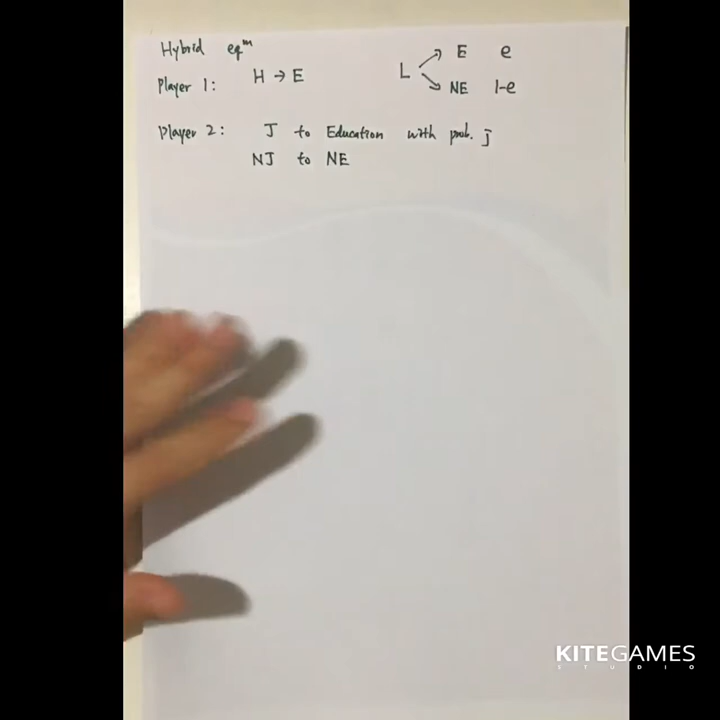 Hybrid eqᵐ
Player 1: H → E L E e
NE 1-e
Player 2: J to Education with prob. j
NJ to NE
KITEGAMES
STUDIO